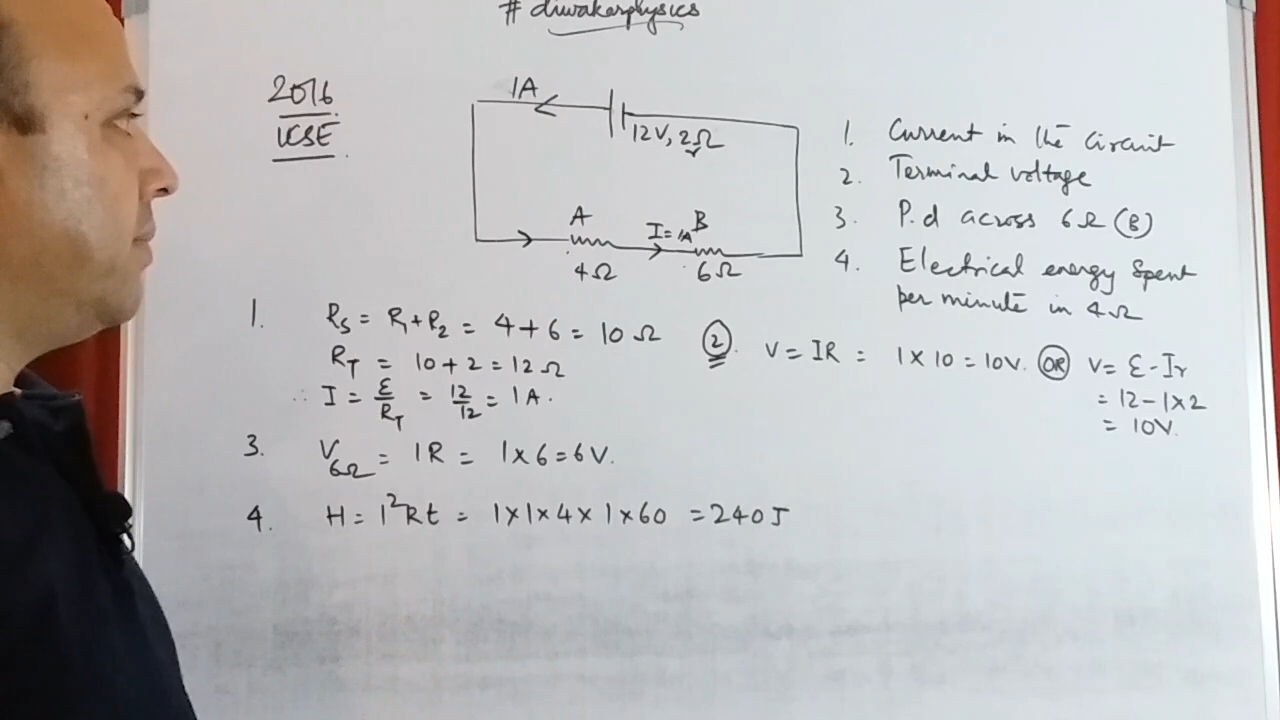 # diwakarphysics
2016
ICSE
1A
12V, 2Ω
r
A
I = 1A
B
4Ω
6Ω
1. Current in the circuit
2. Terminal voltage
3. P.d across 6Ω (B)
4. Electrical energy spent
per minute in 4Ω
1. Rs = R1+R2 = 4+6 = 10Ω
RT = 10+2 = 12Ω
∴ I = ε/RT = 12/12 = 1A.
2. V = IR = 1×10 = 10V. OR V = ε-Ir
= 12-1×2
= 10V.
3. V6Ω = IR = 1×6 = 6V.
4. H = I²Rt = 1×1×4×1×60 = 240J